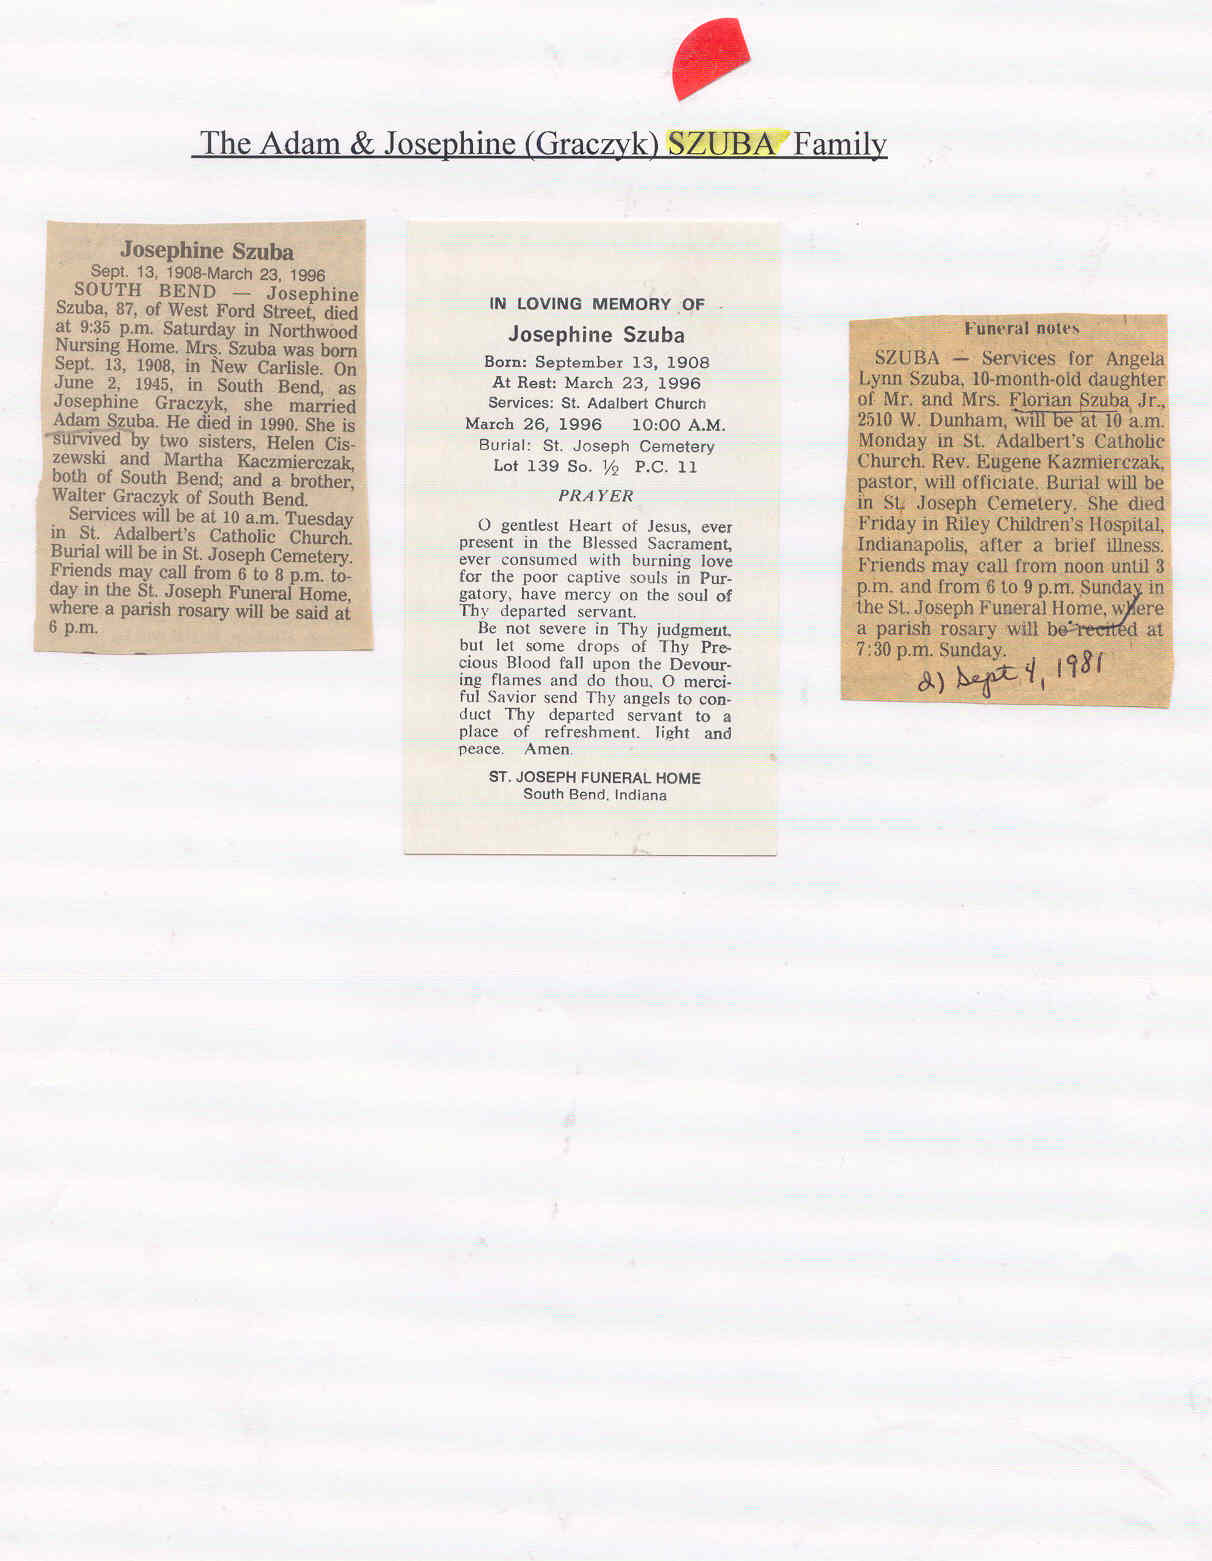 The Adam & Josephine (Graczyk) SZUBA Family
Josephine Szuba
Sept. 13, 1908-March 23, 1996
SOUTH BEND — Josephine
Szuba, 87, of West Ford Street, died
at 9:35 p.m. Saturday in Northwood
Nursing Home. Mrs. Szuba was born
Sept. 13, 1908, in New Carlisle. On
June 2, 1945, in South Bend, as
Josephine Graczyk, she married
Adam Szuba. He died in 1990. She is
survived by two sisters, Helen Cis-
zewski and Martha Kaczmierczak,
both of South Bend; and a brother,
Walter Graczyk of South Bend.
Services will be at 10 a.m. Tuesday
in St. Adalbert's Catholic Church.
Burial will be in St. Joseph Cemetery.
Friends may call from 6 to 8 p.m. to-
day in the St. Joseph Funeral Home,
where a parish rosary will be said at
6 p.m.
IN LOVING MEMORY OF
Josephine Szuba
Born: September 13, 1908
At Rest: March 23, 1996
Services: St. Adalbert Church
March 26, 1996 10:00 A.M.
Burial: St. Joseph Cemetery
Lot 139 So. ½ P.C. 11
PRAYER
O gentlest Heart of Jesus, ever
present in the Blessed Sacrament,
ever consumed with burning love
for the poor captive souls in Pur-
gatory, have mercy on the soul of
Thy departed servant.
Be not severe in Thy judgment,
but let some drops of Thy Pre-
cious Blood fall upon the Devour-
ing flames and do thou, O merci-
ful Savior send Thy angels to con-
duct Thy departed servant to a
place of refreshment, light and
peace. Amen.
ST. JOSEPH FUNERAL HOME
South Bend, Indiana
Funeral notes
SZUBA — Services for Angela
Lynn Szuba, 10-month-old daughter
of Mr. and Mrs. Florian Szuba Jr.,
2510 W. Dunham, will be at 10 a.m.
Monday in St. Adalbert's Catholic
Church. Rev. Eugene Kazmierczak,
pastor, will officiate. Burial will be
in St. Joseph Cemetery. She died
Friday in Riley Children's Hospital,
Indianapolis, after a brief illness.
Friends may call from noon until 3
p.m. and from 6 to 9 p.m. Sunday in
the St. Joseph Funeral Home, where
a parish rosary will be recited at
7:30 p.m. Sunday.
d) Sept 4, 1981